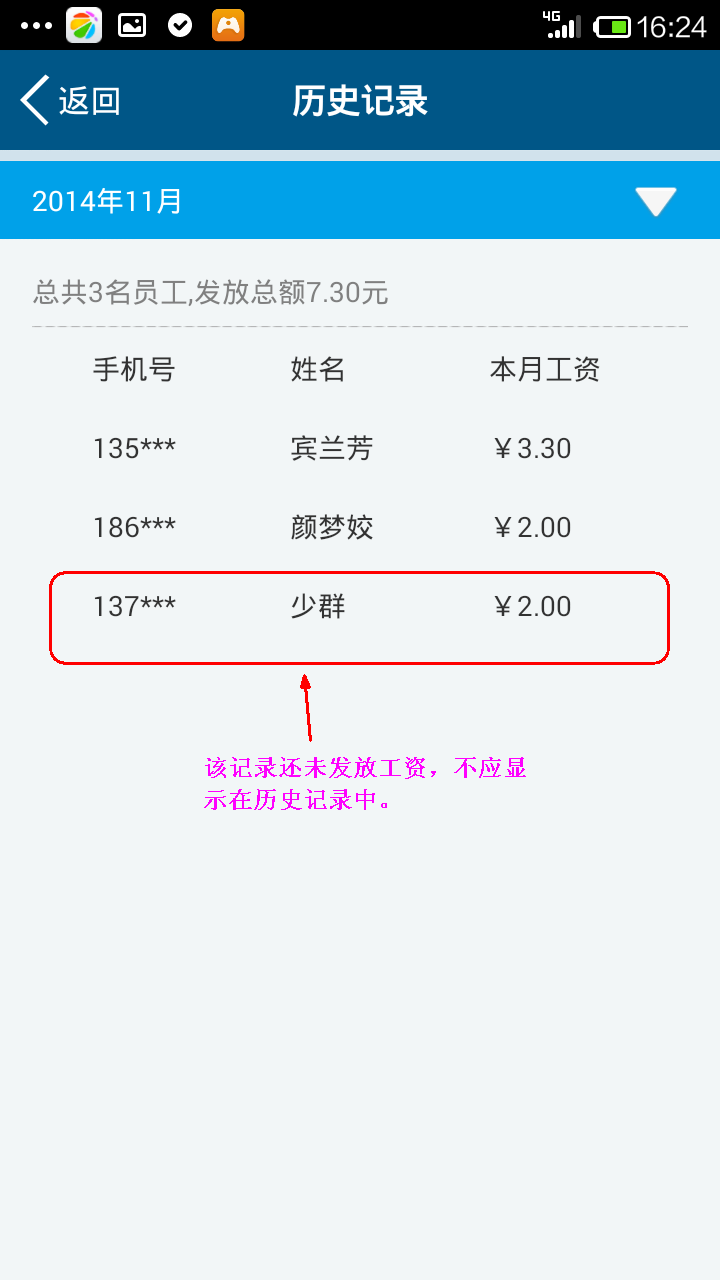 4G 16:24
返回 历史记录
2014年11月
总共3名员工,发放总额7.30元
手机号 姓名 本月工资
135*** 宾兰芳 ￥3.30
186*** 颜梦姣 ￥2.00
137*** 少群 ￥2.00
该记录还未发放工资，不应显
示在历史记录中。